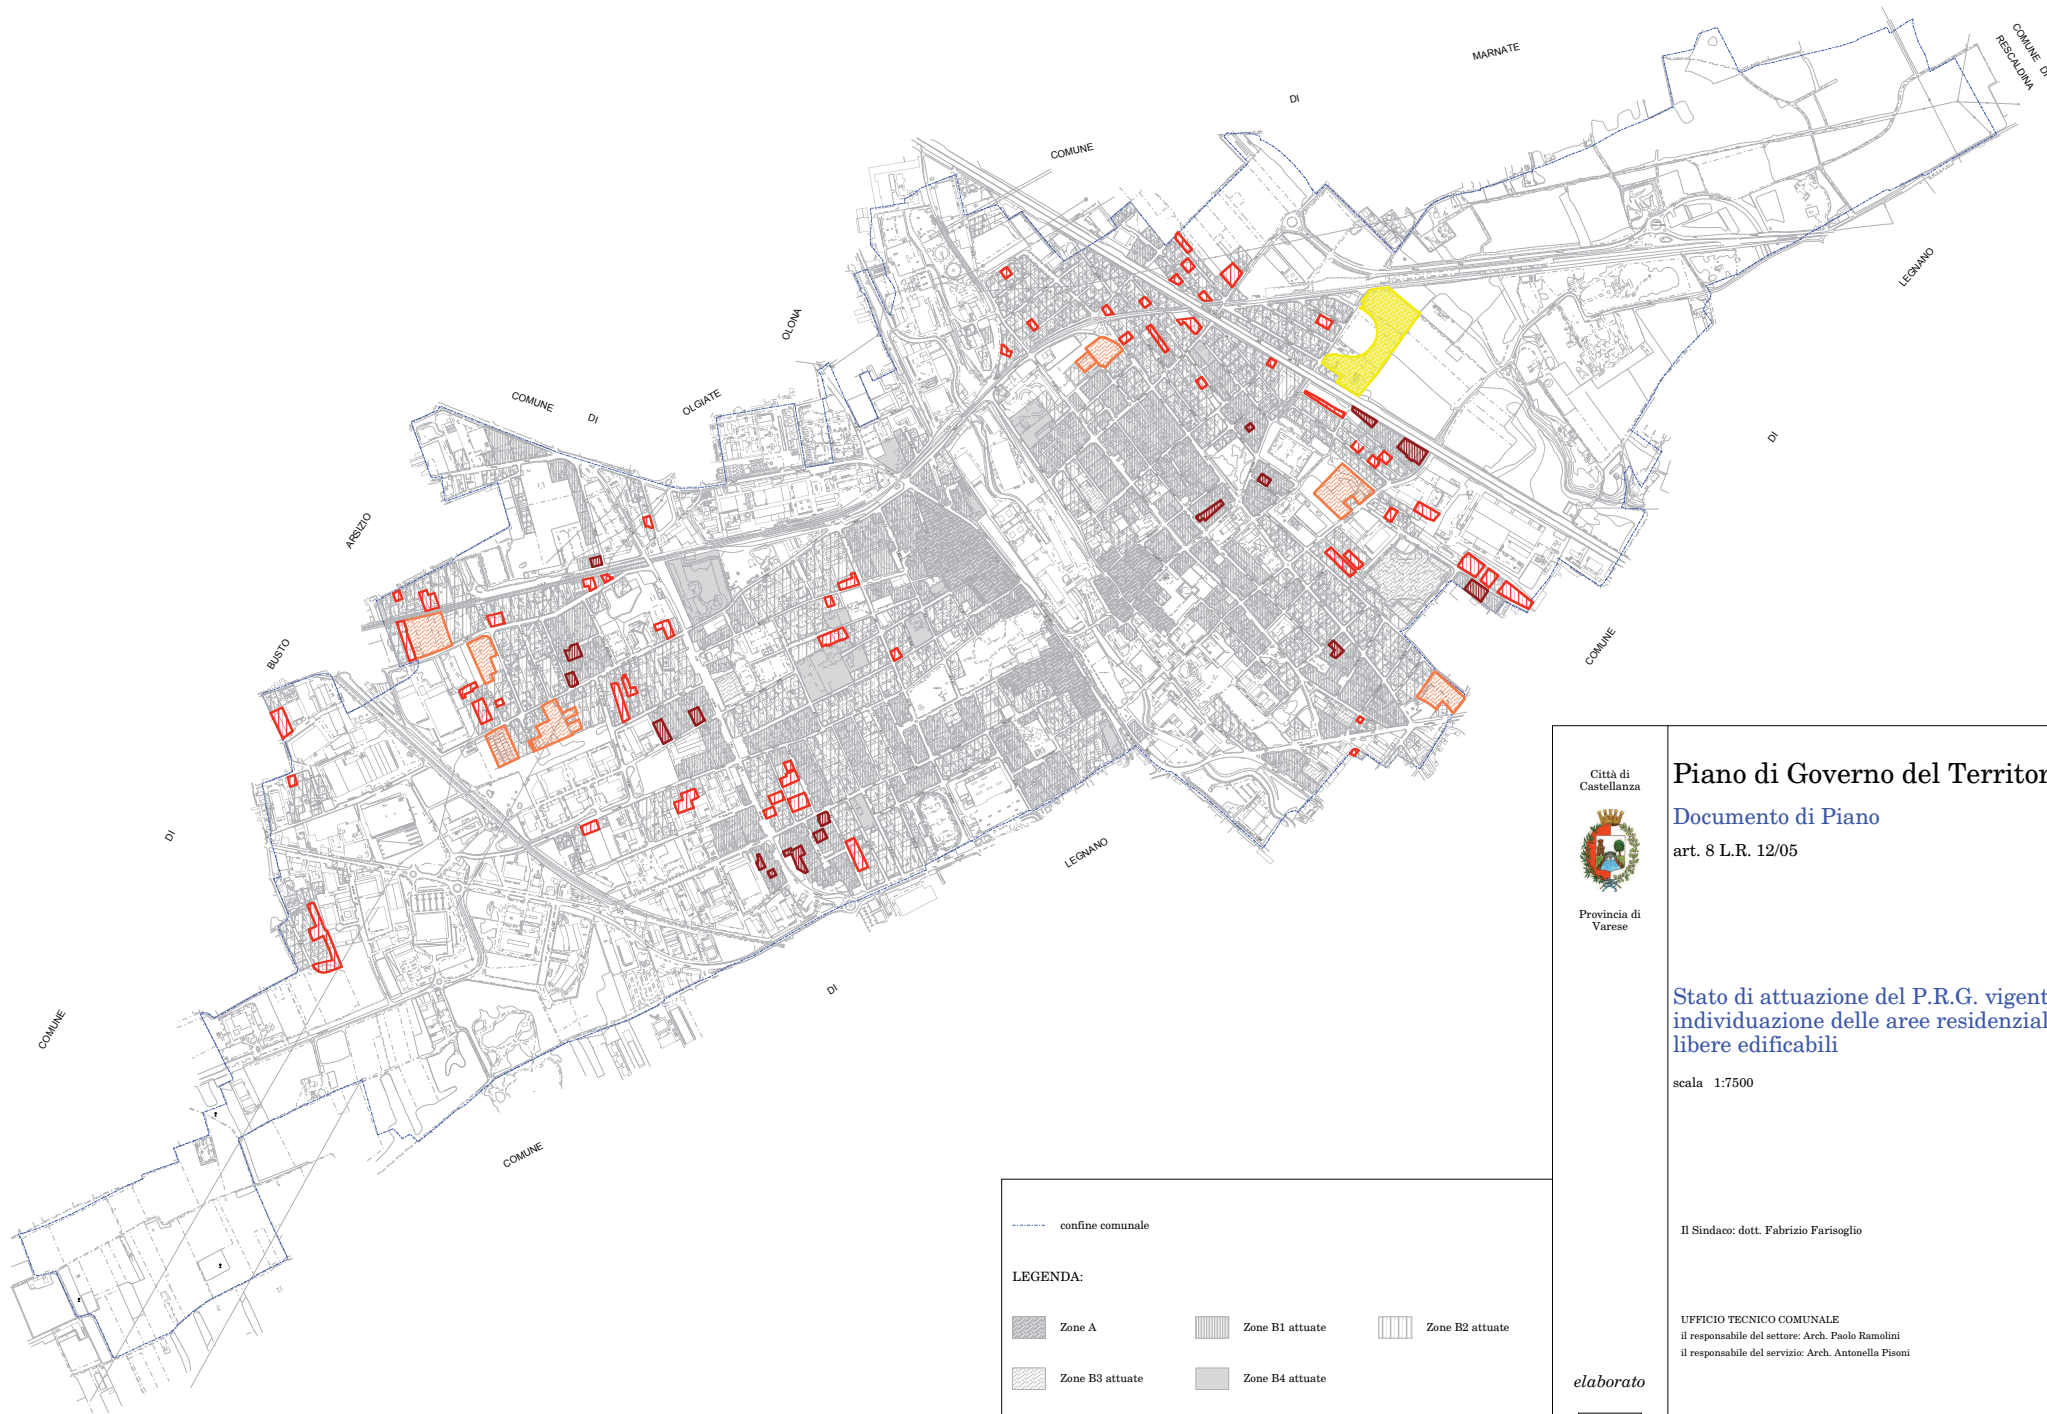 MARNATE
DI
COMUNE
COMUNE DI
RESCALDINA
LEGNANO
DI
COMUNE
OLONA
OLGIATE
DI
COMUNE
ARSIZIO
BUSTO
DI
COMUNE
LEGNANO
DI
COMUNE
Città di
Castellanza
Provincia di
Varese
elaborato
Piano di Governo del Territor
Documento di Piano
art. 8 L.R. 12/05
Stato di attuazione del P.R.G. vigent
individuazione delle aree residenzial
libere edificabili
scala 1:7500
Il Sindaco: dott. Fabrizio Farisoglio
UFFICIO TECNICO COMUNALE
il responsabile del settore: Arch. Paolo Ramolini
il responsabile del servizio: Arch. Antonella Pisoni
confine comunale
LEGENDA:
Zone A
Zone B1 attuate
Zone B2 attuate
Zone B3 attuate
Zone B4 attuate